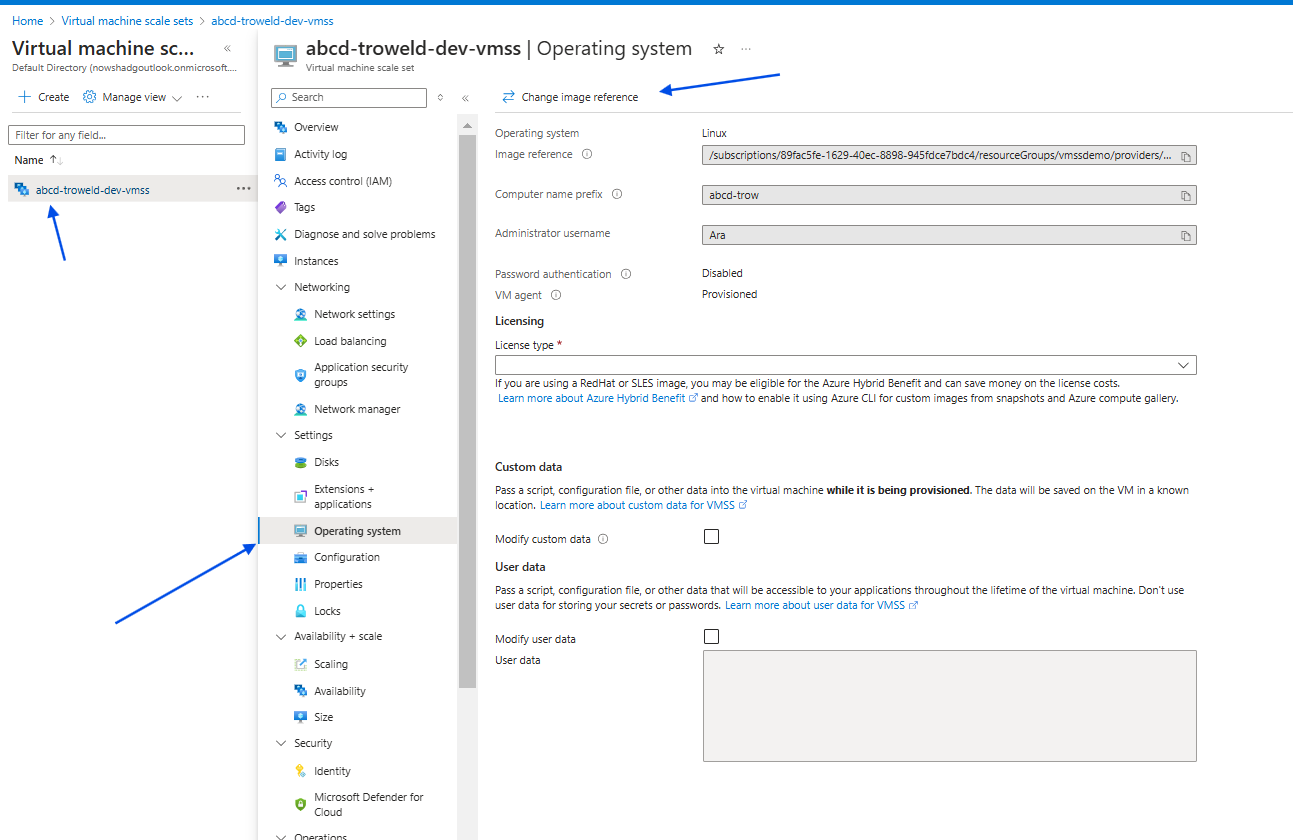 Home > Virtual machine scale sets > abcd-troweld-dev-vmss
Virtual machine sc... «
Default Directory (nowshadgoutlook.onmicrosoft....
Create Manage view ...
Filter for any field...
Name ↑↓
abcd-troweld-dev-vmss ...
abcd-troweld-dev-vmss | Operating system ...
Virtual machine scale set
Search «
Overview
Activity log
Access control (IAM)
Tags
Diagnose and solve problems
Instances
Networking
Network settings
Load balancing
Application security
groups
Network manager
Settings
Disks
Extensions +
applications
Operating system
Configuration
Properties
Locks
Availability + scale
Scaling
Availability
Size
Security
Identity
Microsoft Defender for
Cloud
Operations
Change image reference
Operating system Linux
Image reference /subscriptions/89fac5fe-1629-40ec-8898-945fdce7bdc4/resourceGroups/vmssdemo/providers/...
Computer name prefix abcd-trow
Administrator username Ara
Password authentication Disabled
VM agent Provisioned
Licensing
License type *
If you are using a RedHat or SLES image, you may be eligible for the Azure Hybrid Benefit and can save money on the license costs.
Learn more about Azure Hybrid Benefit and how to enable it using Azure CLI for custom images from snapshots and Azure compute gallery.
Custom data
Pass a script, configuration file, or other data into the virtual machine while it is being provisioned. The data will be saved on the VM in a known
location. Learn more about custom data for VMSS
Modify custom data
User data
Pass a script, configuration file, or other data that will be accessible to your applications throughout the lifetime of the virtual machine. Don't use
user data for storing your secrets or passwords. Learn more about user data for VMSS
Modify user data
User data